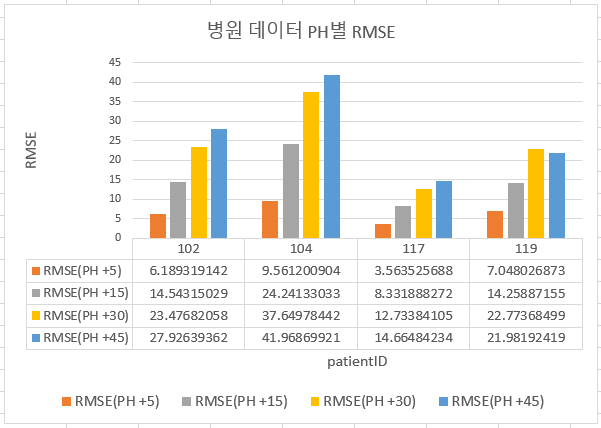 병원 데이터 PH별 RMSE
RMSE
45
40
35
30
25
20
15
10
5
0
102 104 117 119
RMSE(PH +5) 6.189319142 9.561200904 3.563525688 7.048026873
RMSE(PH +15) 14.54315029 24.24133033 8.331888272 14.25887155
RMSE(PH +30) 23.47682058 37.64978442 12.73384105 22.77368499
RMSE(PH +45) 27.92639362 41.96869921 14.66484234 21.98192419
patientID
RMSE(PH +5) RMSE(PH +15) RMSE(PH +30) RMSE(PH +45)